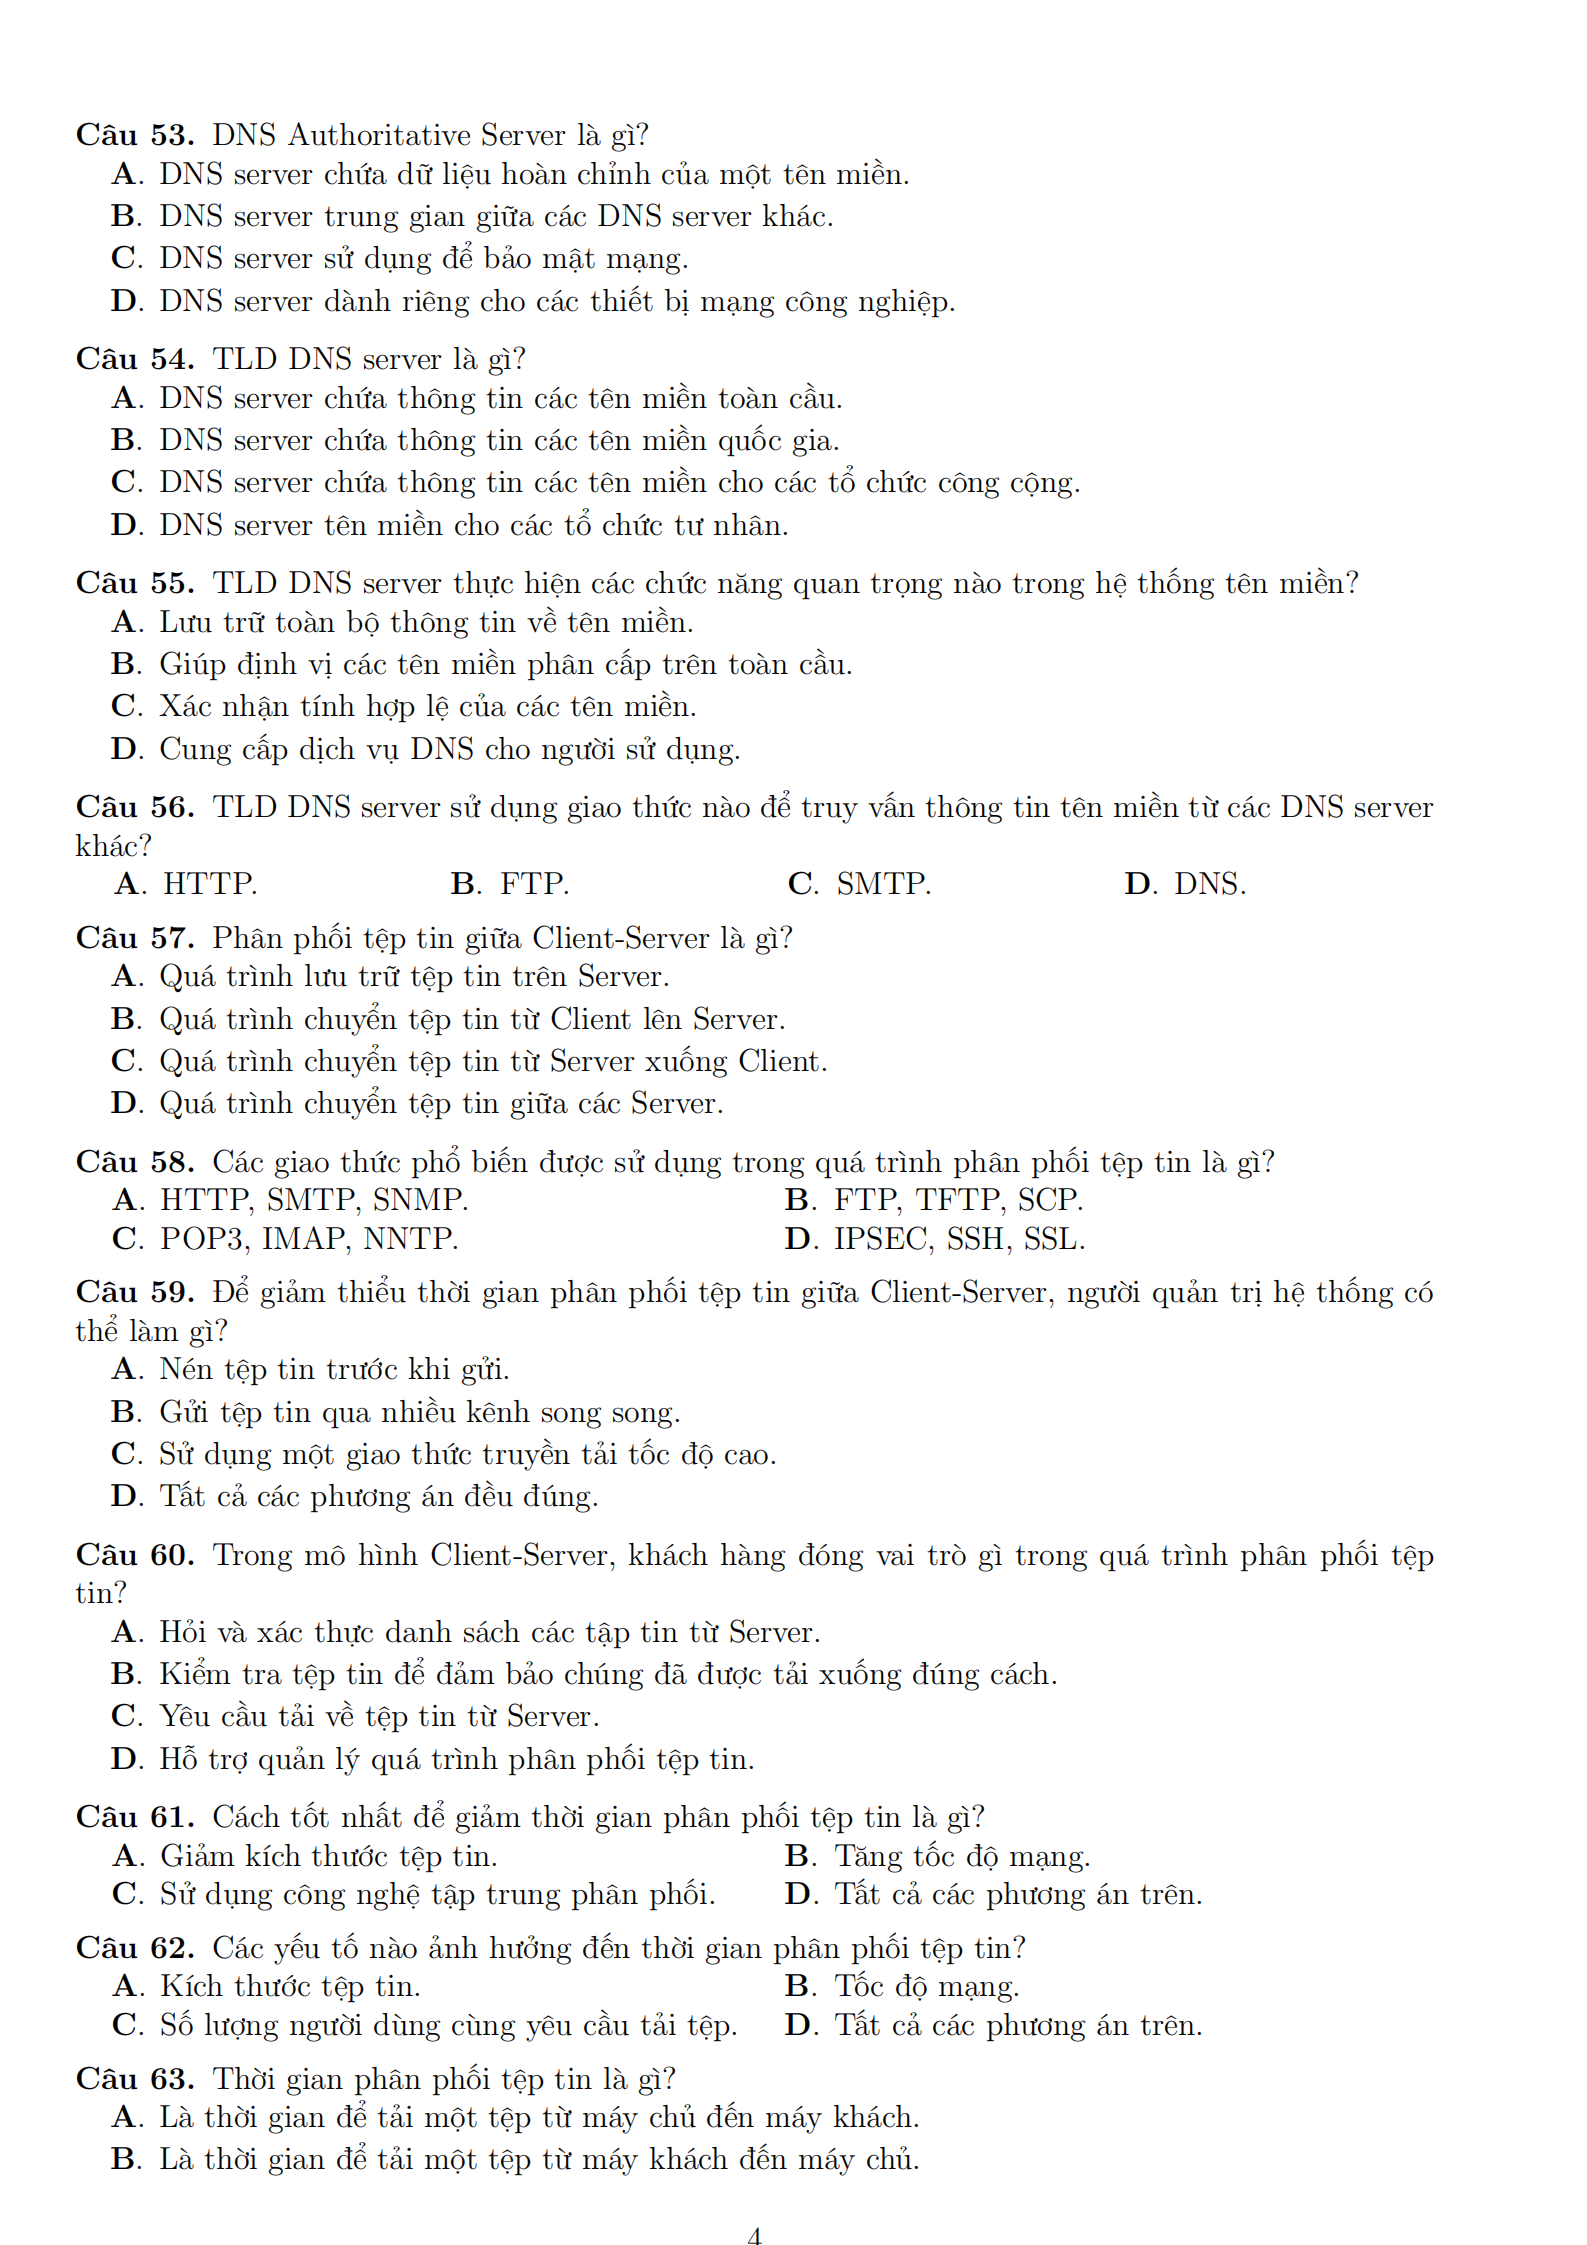 Câu 53. DNS Authoritative Server là gì?
A. DNS server chứa dữ liệu hoàn chỉnh của một tên miền.
B. DNS server trung gian giữa các DNS server khác.
C. DNS server sử dụng để bảo mật mạng.
D. DNS server dành riêng cho các thiết bị mạng công nghiệp.
Câu 54. TLD DNS server là gì?
A. DNS server chứa thông tin các tên miền toàn cầu.
B. DNS server chứa thông tin các tên miền quốc gia.
C. DNS server chứa thông tin các tên miền cho các tổ chức công cộng.
D. DNS server tên miền cho các tổ chức tư nhân.
Câu 55. TLD DNS server thực hiện các chức năng quan trọng nào trong hệ thống tên miền?
A. Lưu trữ toàn bộ thông tin về tên miền.
B. Giúp định vị các tên miền phân cấp trên toàn cầu.
C. Xác nhận tính hợp lệ của các tên miền.
D. Cung cấp dịch vụ DNS cho người sử dụng.
Câu 56. TLD DNS server sử dụng giao thức nào để truy vấn thông tin tên miền từ các DNS server
khác?
A. HTTP. B. FTP. C. SMTP. D. DNS.
Câu 57. Phân phối tệp tin giữa Client-Server là gì?
A. Quá trình lưu trữ tệp tin trên Server.
B. Quá trình chuyển tệp tin từ Client lên Server.
C. Quá trình chuyển tệp tin từ Server xuống Client.
D. Quá trình chuyển tệp tin giữa các Server.
Câu 58. Các giao thức phổ biến được sử dụng trong quá trình phân phối tệp tin là gì?
A. HTTP, SMTP, SNMP. B. FTP, TFTP, SCP.
C. POP3, IMAP, NNTP. D. IPSEC, SSH, SSL.
Câu 59. Để giảm thiểu thời gian phân phối tệp tin giữa Client-Server, người quản trị hệ thống có
thể làm gì?
A. Nén tệp tin trước khi gửi.
B. Gửi tệp tin qua nhiều kênh song song.
C. Sử dụng một giao thức truyền tải tốc độ cao.
D. Tất cả các phương án đều đúng.
Câu 60. Trong mô hình Client-Server, khách hàng đóng vai trò gì trong quá trình phân phối tệp
tin?
A. Hỏi và xác thực danh sách các tập tin từ Server.
B. Kiểm tra tệp tin để đảm bảo chúng đã được tải xuống đúng cách.
C. Yêu cầu tải về tệp tin từ Server.
D. Hỗ trợ quản lý quá trình phân phối tệp tin.
Câu 61. Cách tốt nhất để giảm thời gian phân phối tệp tin là gì?
A. Giảm kích thước tệp tin. B. Tăng tốc độ mạng.
C. Sử dụng công nghệ tập trung phân phối. D. Tất cả các phương án trên.
Câu 62. Các yếu tố nào ảnh hưởng đến thời gian phân phối tệp tin?
A. Kích thước tệp tin. B. Tốc độ mạng.
C. Số lượng người dùng cùng yêu cầu tải tệp. D. Tất cả các phương án trên.
Câu 63. Thời gian phân phối tệp tin là gì?
A. Là thời gian để tải một tệp từ máy chủ đến máy khách.
B. Là thời gian để tải một tệp từ máy khách đến máy chủ.
4